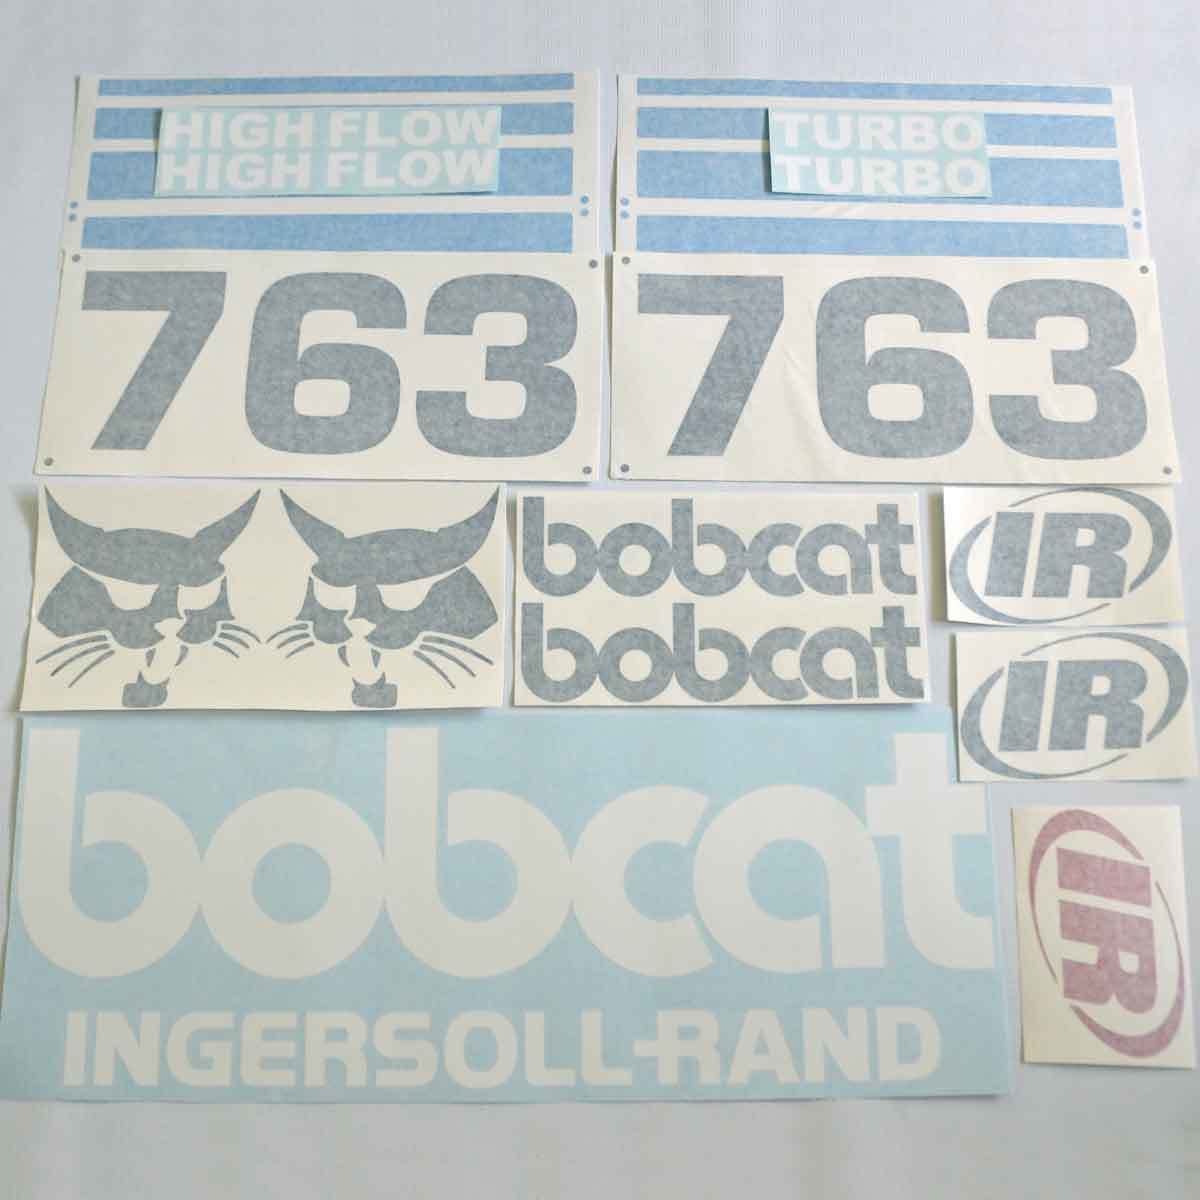 HIGH FLOW
HIGH FLOW
TURBO
TURBO
763
763
bobcat
bobcat
IR
IR
bobcat
INGERSOLL-RAND
IR